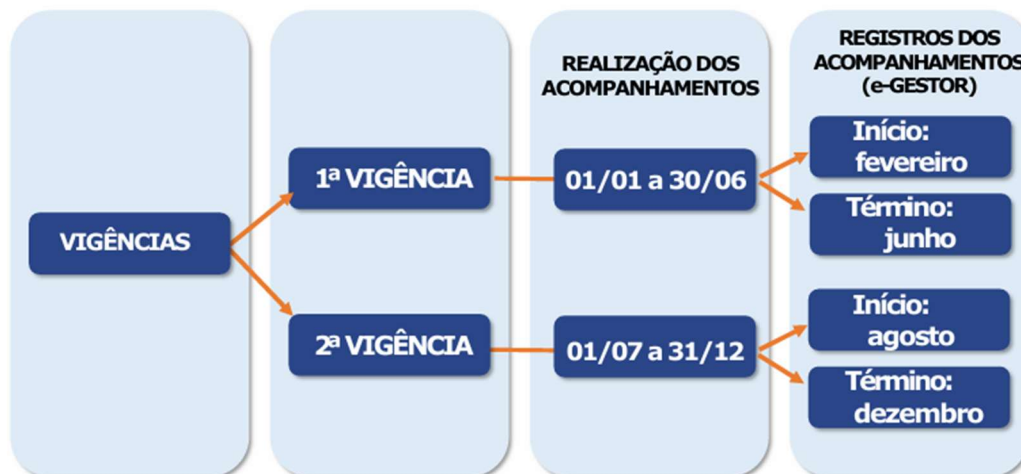 REALIZAÇÃO DOS
ACOMPANHAMENTOS
REGISTROS DOS
ACOMPANHAMENTOS
(e-GESTOR)
VIGÊNCIAS
1ª VIGÊNCIA
01/01 a 30/06
Início:
fevereiro
Término:
junho
2ª VIGÊNCIA
01/07 a 31/12
Início:
agosto
Término:
dezembro